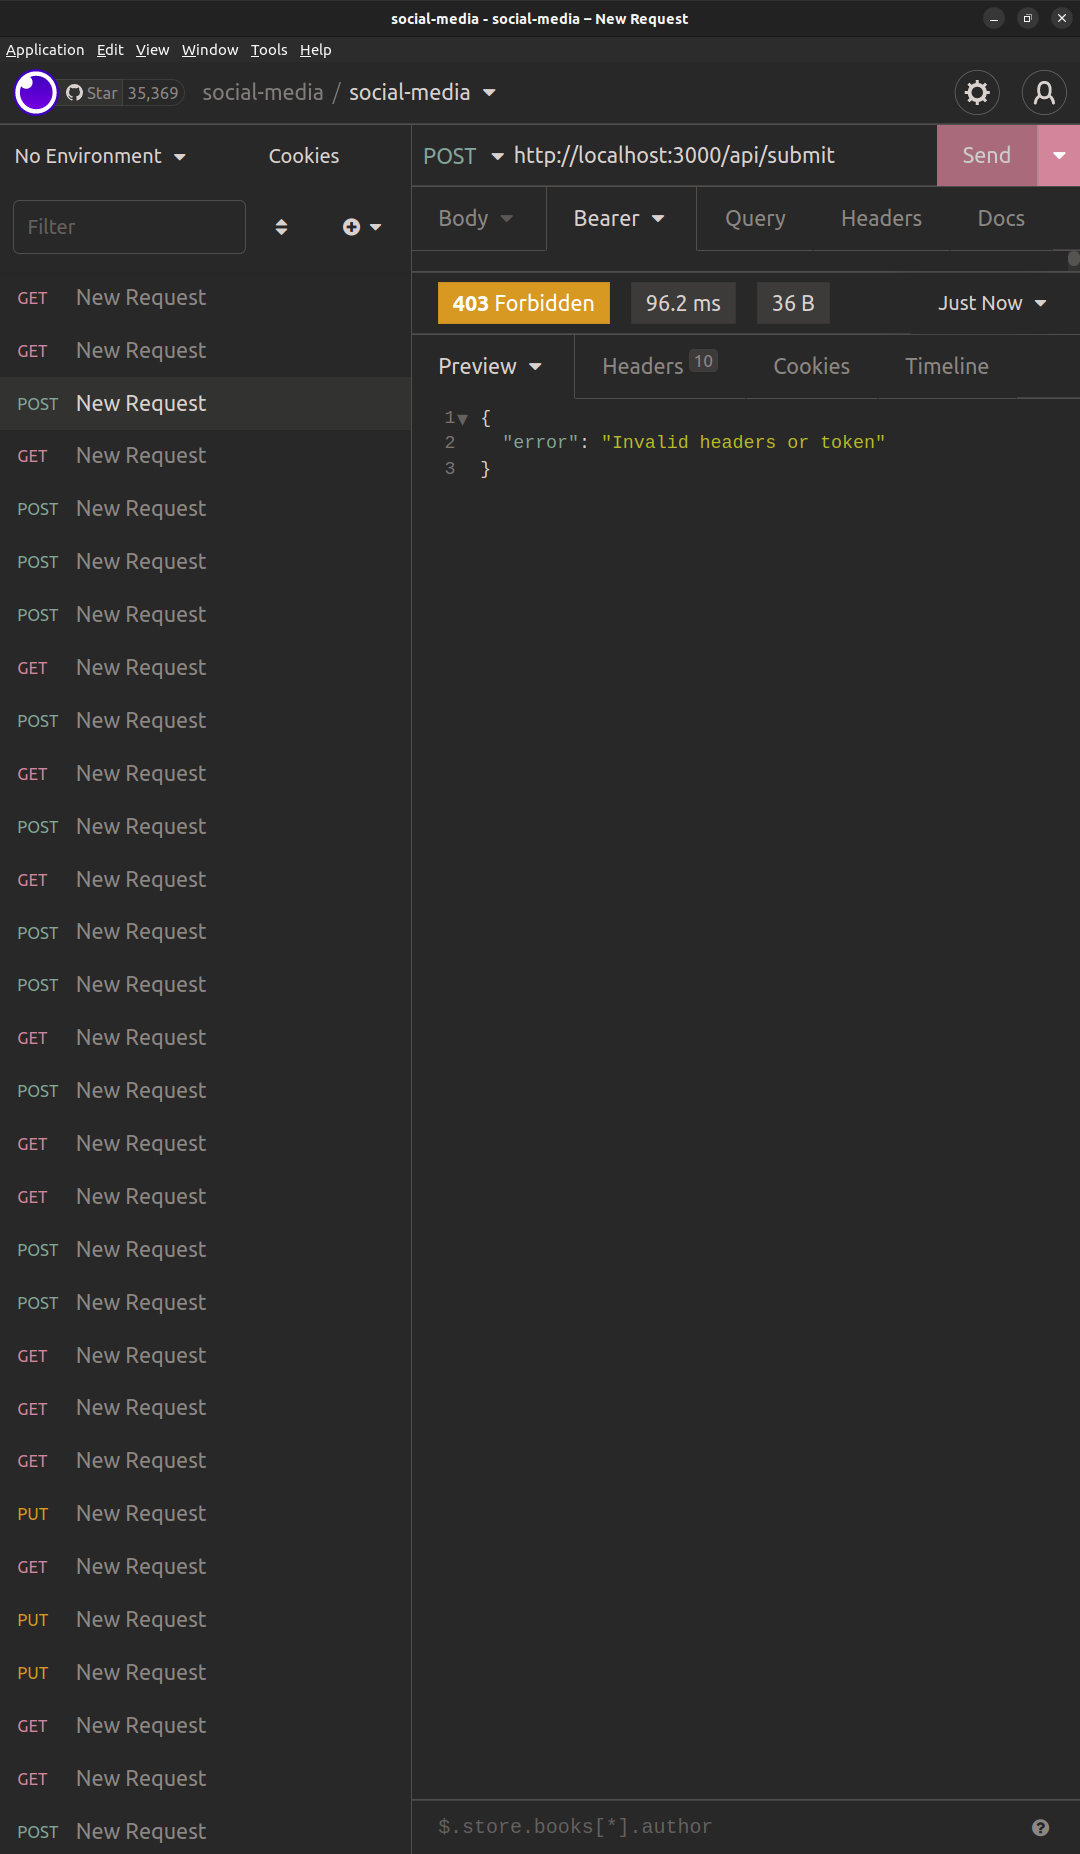 social-media - social-media – New Request
Application Edit View Window Tools Help
Star 35,369 social-media / social-media
No Environment Cookies
POST http://localhost:3000/api/submit Send
Filter
Body Bearer Query Headers Docs
403 Forbidden 96.2 ms 36 B Just Now
Preview Headers 10 Cookies Timeline
1 {
2 "error": "Invalid headers or token"
3 }
GET New Request
GET New Request
POST New Request
GET New Request
POST New Request
POST New Request
POST New Request
GET New Request
POST New Request
GET New Request
POST New Request
GET New Request
POST New Request
POST New Request
GET New Request
POST New Request
GET New Request
GET New Request
POST New Request
POST New Request
GET New Request
GET New Request
GET New Request
PUT New Request
GET New Request
PUT New Request
PUT New Request
GET New Request
GET New Request
POST New Request
$.store.books[*].author